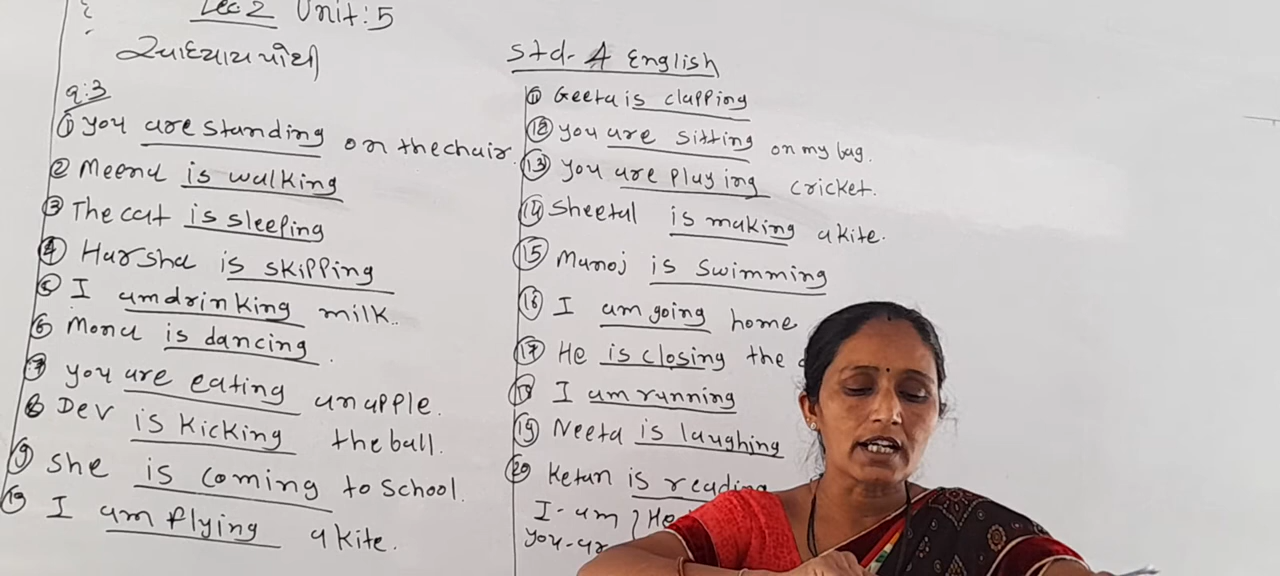 Lec 2 Unit:5
સ્વાધ્યાયપોથી
q:3
① you are standing on the chair.
② Meena is walking
③ The cat is sleeping
④ Harsha is skipping
⑤ I am drinking milk..
⑥ Mona is dancing.
⑦ you are eating an apple.
⑧ Dev is kicking the ball.
⑨ She is coming to School.
⑩ I am flying a kite.
Std-4 English
⑪ Geeta is clapping
⑫ you are sitting on my bag.
⑬ you are playing cricket.
⑭ Sheetal is making a kite.
⑮ Manoj is swimming
⑯ I am going home
⑰ He is closing the
⑱ I am running
⑲ Neeta is laughing
⑳ Ketan is reading
I-am } He
you-ar